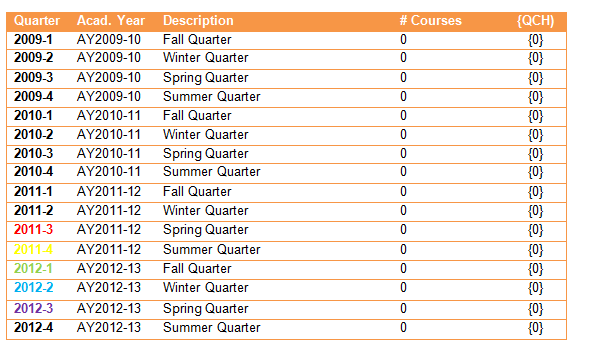 Quarter Acad. Year Description # Courses {QCH}
2009-1 AY2009-10 Fall Quarter 0 {0}
2009-2 AY2009-10 Winter Quarter 0 {0}
2009-3 AY2009-10 Spring Quarter 0 {0}
2009-4 AY2009-10 Summer Quarter 0 {0}
2010-1 AY2010-11 Fall Quarter 0 {0}
2010-2 AY2010-11 Winter Quarter 0 {0}
2010-3 AY2010-11 Spring Quarter 0 {0}
2010-4 AY2010-11 Summer Quarter 0 {0}
2011-1 AY2011-12 Fall Quarter 0 {0}
2011-2 AY2011-12 Winter Quarter 0 {0}
2011-3 AY2011-12 Spring Quarter 0 {0}
2011-4 AY2011-12 Summer Quarter 0 {0}
2012-1 AY2012-13 Fall Quarter 0 {0}
2012-2 AY2012-13 Winter Quarter 0 {0}
2012-3 AY2012-13 Spring Quarter 0 {0}
2012-4 AY2012-13 Summer Quarter 0 {0}